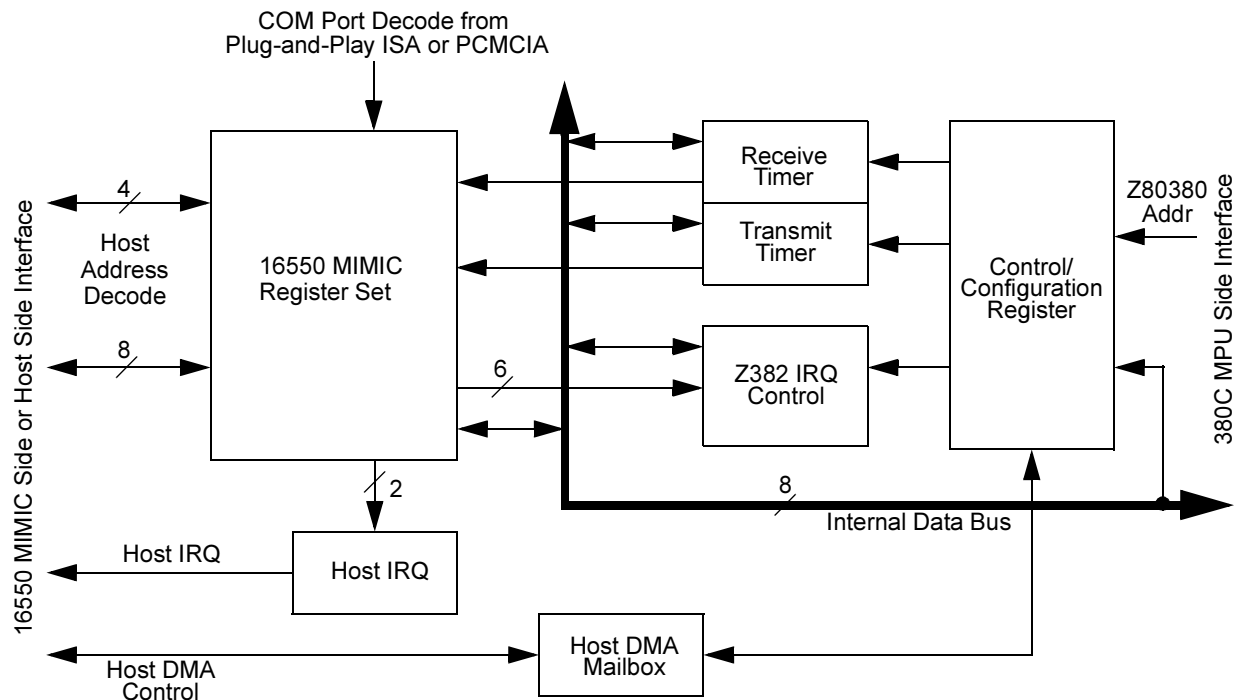 COM Port Decode from
Plug-and-Play ISA or PCMCIA
16550 MIMIC Side or Host Side Interface
4
Host
Address
Decode
8
16550 MIMIC
Register Set
6
2
Receive
Timer
Transmit
Timer
Z382 IRQ
Control
Control/
Configuration
Register
Z80380
Addr
380C MPU Side Interface
8
Internal Data Bus
Host IRQ
Host IRQ
Host DMA
Control
Host DMA
Mailbox